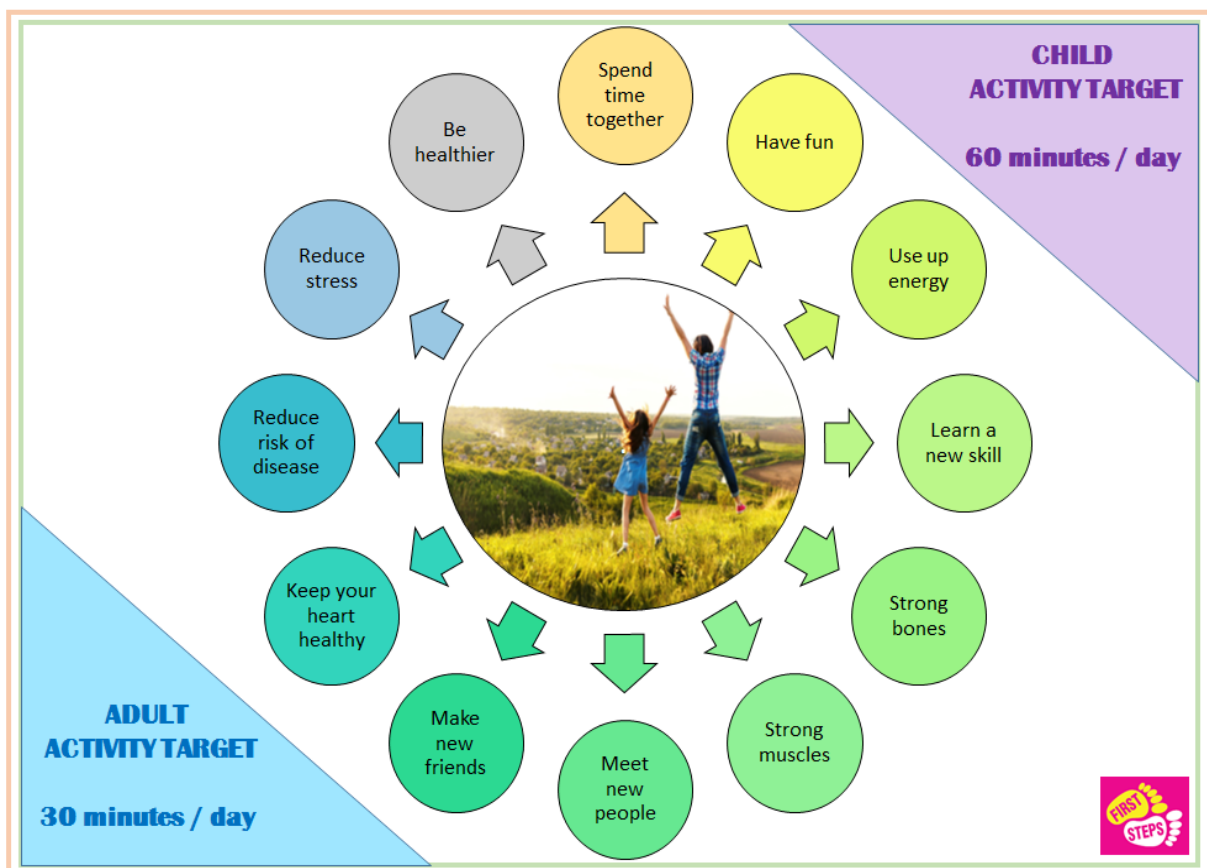 CHILD
ACTIVITY TARGET
60 minutes / day
Spend
time
together
Have fun
Use up
energy
Learn a
new skill
Strong
bones
Strong
muscles
Meet
new
people
Make
new
friends
Keep your
heart
healthy
Reduce
risk of
disease
Reduce
stress
Be
healthier
ADULT
ACTIVITY TARGET
30 minutes / day
FIRST
STEPS